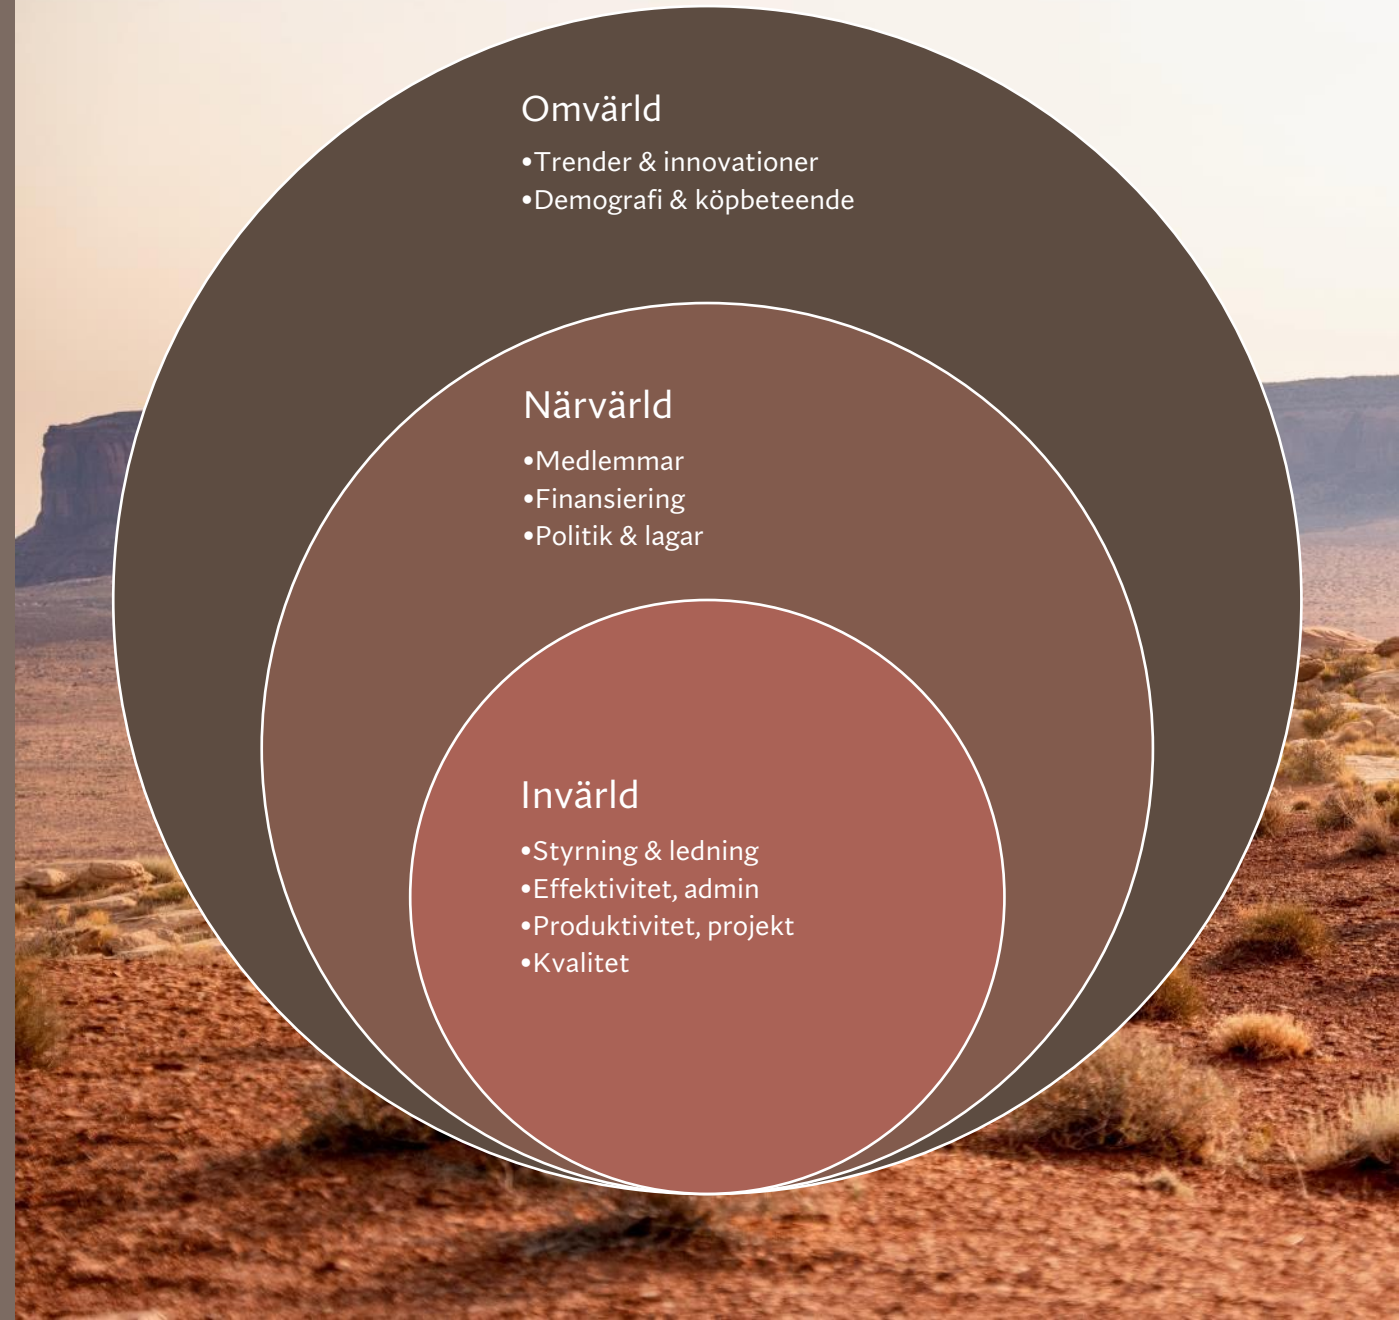 Omvärld
•Trender & innovationer
•Demografi & köpbeteende
Närvärld
•Medlemmar
•Finansiering
•Politik & lagar
Invärld
•Styrning & ledning
•Effektivitet, admin
•Produktivitet, projekt
•Kvalitet